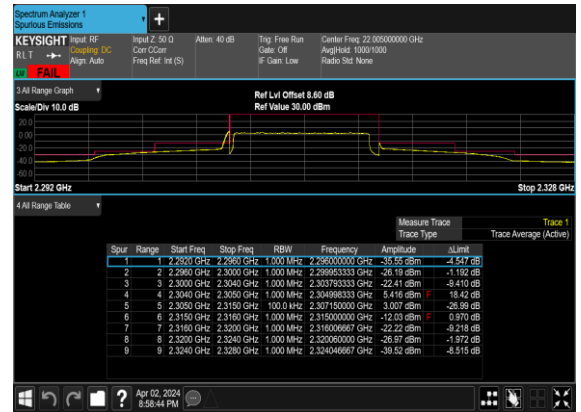 Spectrum Analyzer 1
Spurious Emissions
KEYSIGHT Input: RF Input Z: 50 Ω Atten: 40 dB Trig: Free Run Center Freq: 22.005000000 GHz
RLT Coupling: DC Corr CCorr Gate: Off Avg|Hold: 1000/1000
Align: Auto Freq Ref: Int (S) IF Gain: Low Radio Std: None
FAIL
3 All Range Graph
Ref Lvl Offset 8.60 dB
Scale/Div 10.0 dB Ref Value 30.00 dBm
20.0
0.00
-20.0
-40.0
-60.0
Start 2.292 GHz Stop 2.328 GHz
4 All Range Table
Measure Trace Trace 1
Trace Type Trace Average (Active)
Spur Range Start Freq Stop Freq RBW Frequency Amplitude ΔLimit
1 1 2.2920 GHz 2.2960 GHz 1.000 MHz 2.296000000 GHz -35.55 dBm -4.547 dB
2 2 2.2960 GHz 2.3000 GHz 1.000 MHz 2.299953333 GHz -26.19 dBm -1.192 dB
3 3 2.3000 GHz 2.3040 GHz 1.000 MHz 2.303793333 GHz -22.41 dBm -9.410 dB
4 4 2.3040 GHz 2.3050 GHz 1.000 MHz 2.304998333 GHz 5.416 dBm F 18.42 dB
5 5 2.3050 GHz 2.3150 GHz 100.0 kHz 2.307150000 GHz 3.007 dBm -26.99 dB
6 6 2.3150 GHz 2.3160 GHz 1.000 MHz 2.315000000 GHz -12.03 dBm F 0.970 dB
7 7 2.3160 GHz 2.3200 GHz 1.000 MHz 2.316006667 GHz -22.22 dBm -9.218 dB
8 8 2.3200 GHz 2.3240 GHz 1.000 MHz 2.320060000 GHz -26.97 dBm -1.972 dB
9 9 2.3240 GHz 2.3280 GHz 1.000 MHz 2.324046667 GHz -39.52 dBm -8.515 dB
? Apr 02, 2024
8:58:44 PM